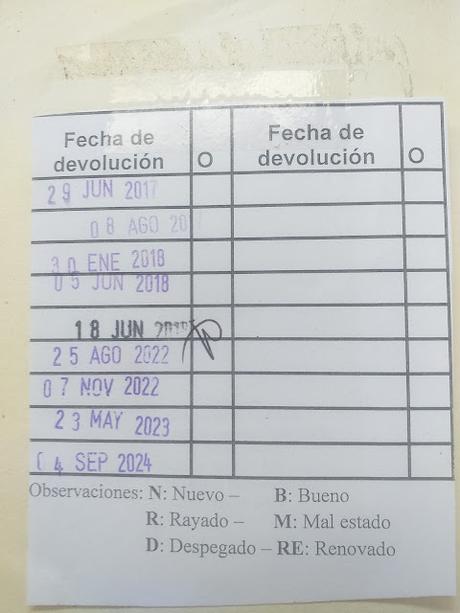 Fecha de devolución O Fecha de devolución O
29 JUN 2017
08 AGO
30 ENE 2018
05 JUN 2018
18 JUN
25 AGO 2022
07 NOV 2022
23 MAY 2023
04 SEP 2024
Observaciones: N: Nuevo – B: Bueno
R: Rayado – M: Mal estado
D: Despegado – RE: Renovado